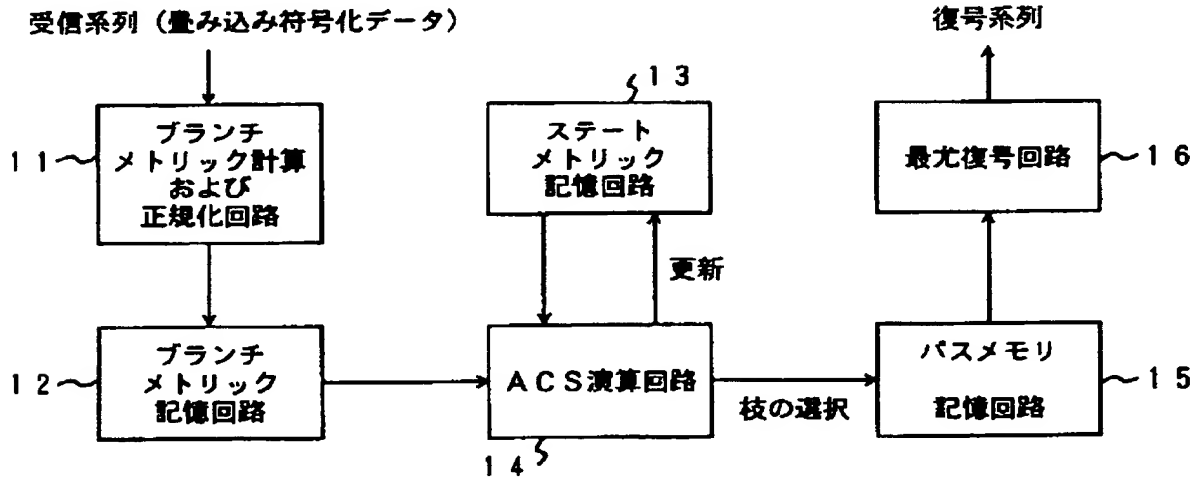 受信系列（畳み込み符号化データ）
復号系列
11
ブランチ
メトリック計算
および
正規化回路
13
ステート
メトリック
記憶回路
最尤復号回路
16
更新
12
ブランチ
メトリック
記憶回路
ACS演算回路
14
枝の選択
パスメモリ
記憶回路
15